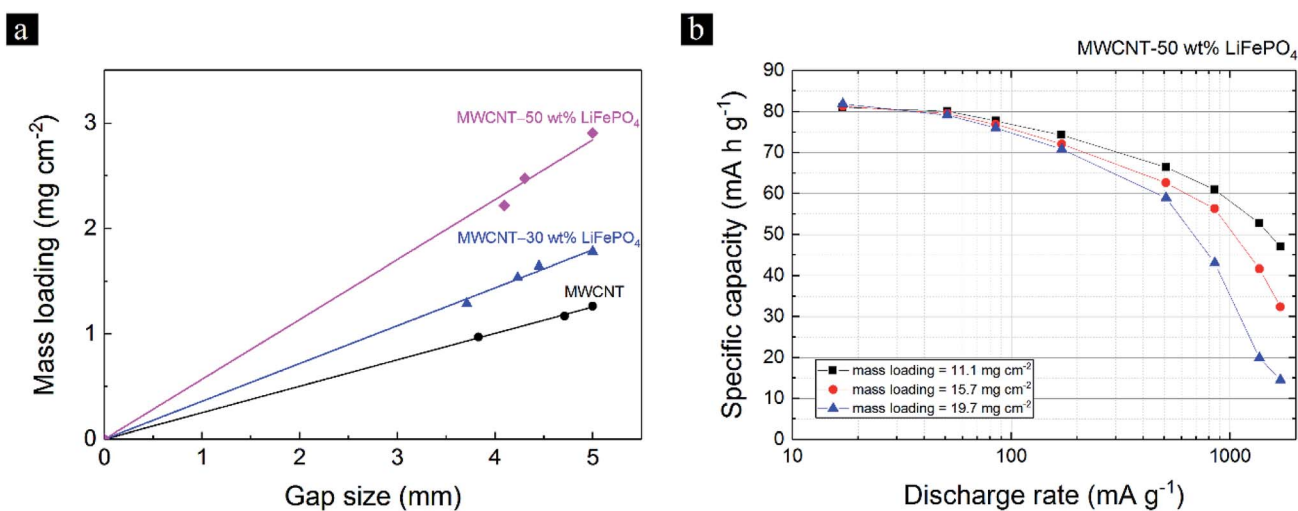 a
Mass loading (mg cm⁻²)
3
2
1
0
0
1
2
3
4
5
Gap size (mm)
MWCNT–50 wt% LiFePO₄
MWCNT–30 wt% LiFePO₄
MWCNT
b
MWCNT-50 wt% LiFePO₄
Specific capacity (mA h g⁻¹)
90
80
70
60
50
40
30
20
10
0
10
100
1000
Discharge rate (mA g⁻¹)
mass loading = 11.1 mg cm⁻²
mass loading = 15.7 mg cm⁻²
mass loading = 19.7 mg cm⁻²